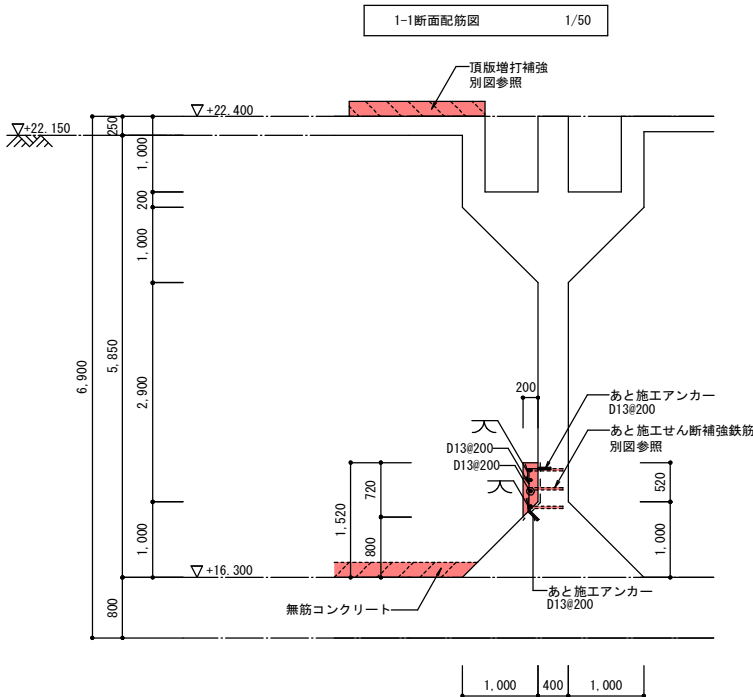 1-1断面配筋図 1/50
頂版増打補強
別図参照
+22.400
+22.150
250
1,000
200
1,000
2,900
1,000
5,850
6,900
800
200
あと施工アンカー
D13@200
あと施工せん断補強鉄筋
別図参照
D13@200
D13@200
720
1,520
800
520
1,000
+16.300
無筋コンクリート
あと施工アンカー
D13@200
1,000
400
1,000